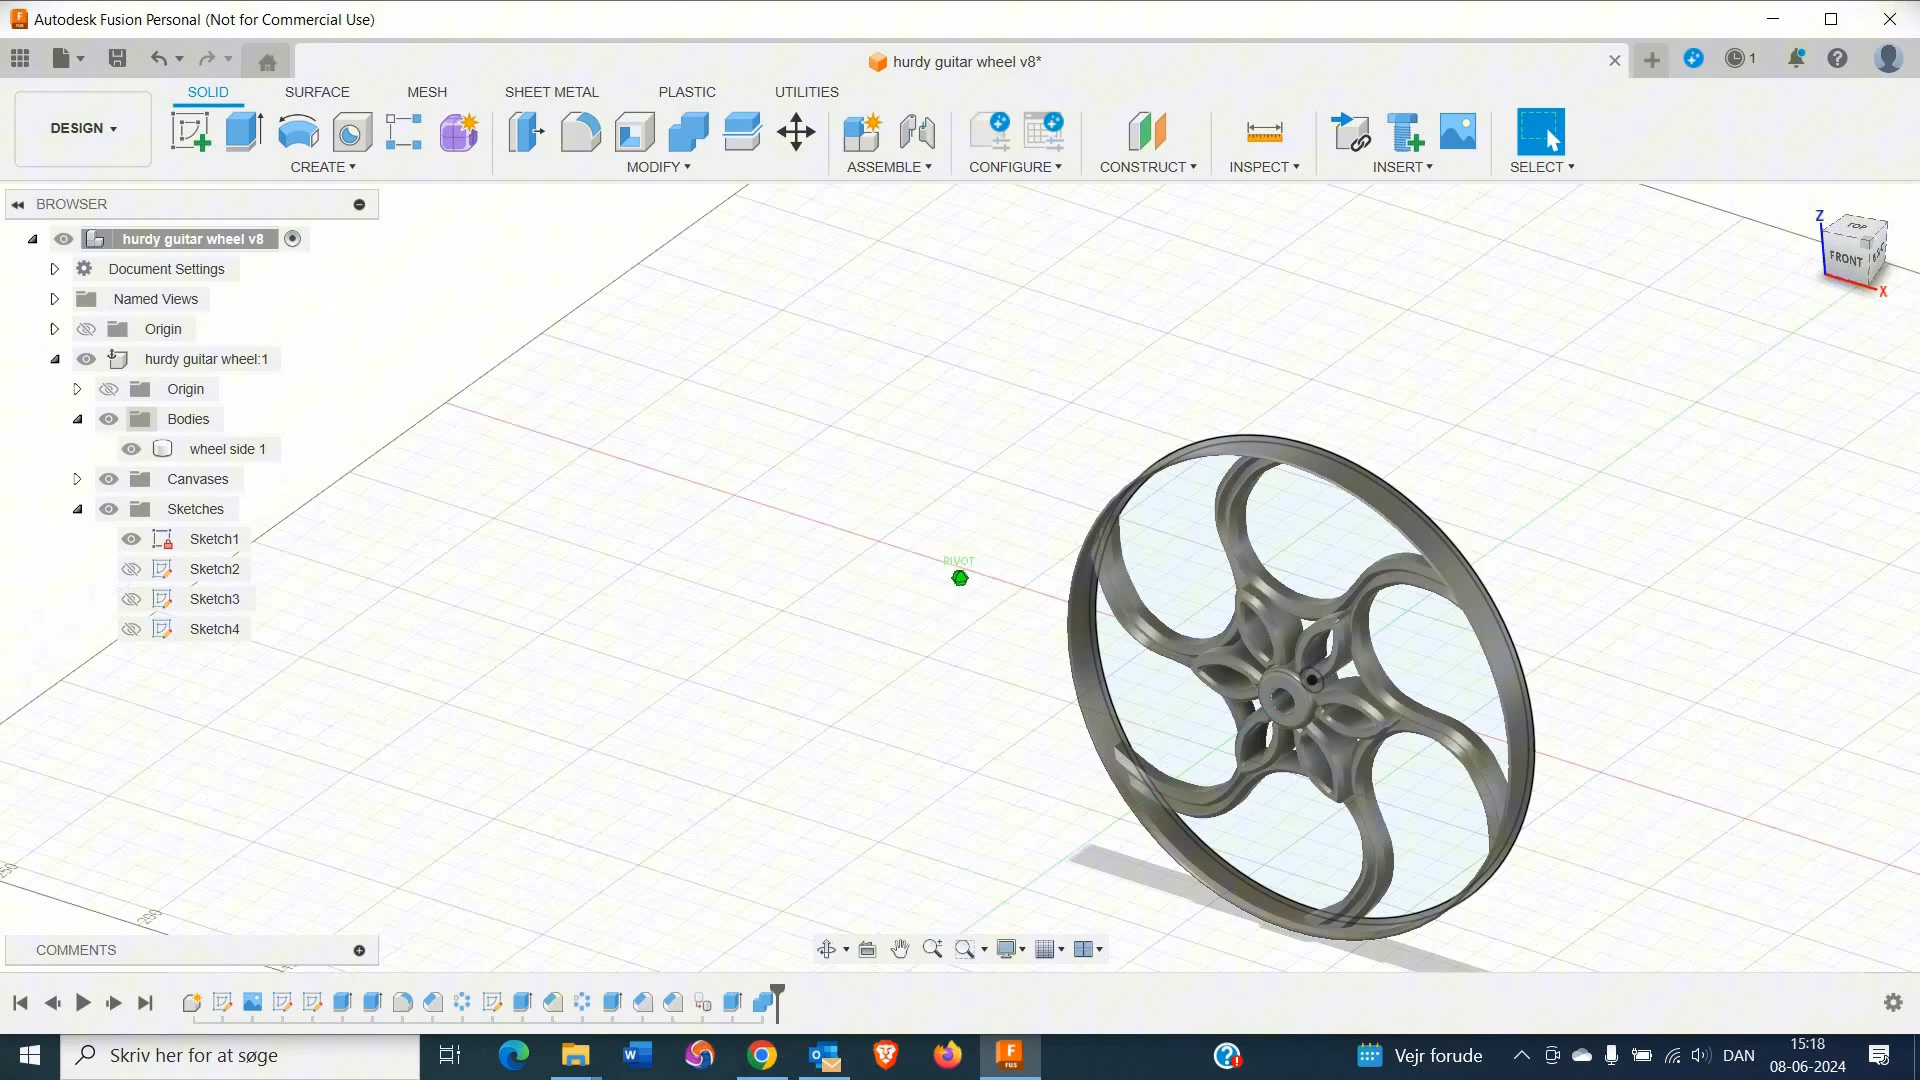 Autodesk Fusion Personal (Not for Commercial Use)
hurdy guitar wheel v8*
1
DESIGN
SOLID SURFACE MESH SHEET METAL PLASTIC UTILITIES
CREATE MODIFY ASSEMBLE CONFIGURE CONSTRUCT INSPECT INSERT SELECT
BROWSER
hurdy guitar wheel v8
Document Settings
Named Views
Origin
hurdy guitar wheel:1
Origin
Bodies
wheel side 1
Canvases
Sketches
Sketch1
Sketch2
Sketch3
Sketch4
Z
TOP
FRONT
X
PIVOT
250
200
COMMENTS
Skriv her for at søge
Vejr forude
DAN
15:18
08-06-2024